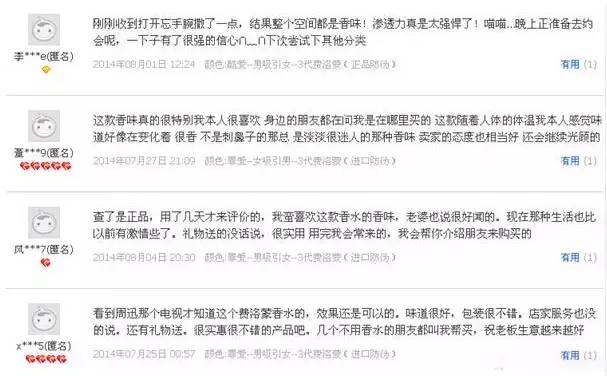 刚刚收到打开忘手腕撒了一点，结果整个空间都是香味！渗透力真是太强悍了！喵喵...晚上正准备去约
会呢，一下子有了很强的信心∩﹏∩下次尝试下其他分类
李***e(匿名)
2014年08月01日 12:24 颜色:酷爱--男吸引女--3代费洛蒙（正品防伪） 有用 (1)
这款香味真的很特别我本人很喜欢 身边的朋友都在问我是在哪里买的 这款随着人体的体温我本人感觉味
道好像在变化着 很香 不是刺鼻子的那总 是淡淡很迷人的那种香味 卖家的态度也相当好 还会继续光顾的
***9(匿名)
2014年07月27日 21:09 颜色:覃爱--女吸引男--3代费洛蒙（进口防伪） 有用 (1)
查了是正品，用了几天才来评价的，我蛮喜欢这款香水的香味，老婆也说很好闻的。现在那种生活也比
以前有激情些了。礼物送的没话说，很实用 用完我会常来的，我会帮你介绍朋友来购买的
凤***7(匿名)
2014年08月04日 20:30 颜色:覃爱--男吸引女--3代费洛蒙（进口防伪） 有用 (1)
看到周迅那个电视才知道这个费洛蒙香水的，效果还是可以的。味道很好，包装很不错。店家服务也没
的说。还有礼物送。很实惠很不错的产品吧。几个不用香水的朋友都叫我帮买，祝老板生意越来越好
x***5(匿名)
2014年07月25日 00:57 颜色:覃爱--男吸引女--3代费洛蒙（进口防伪） 有用 (1)